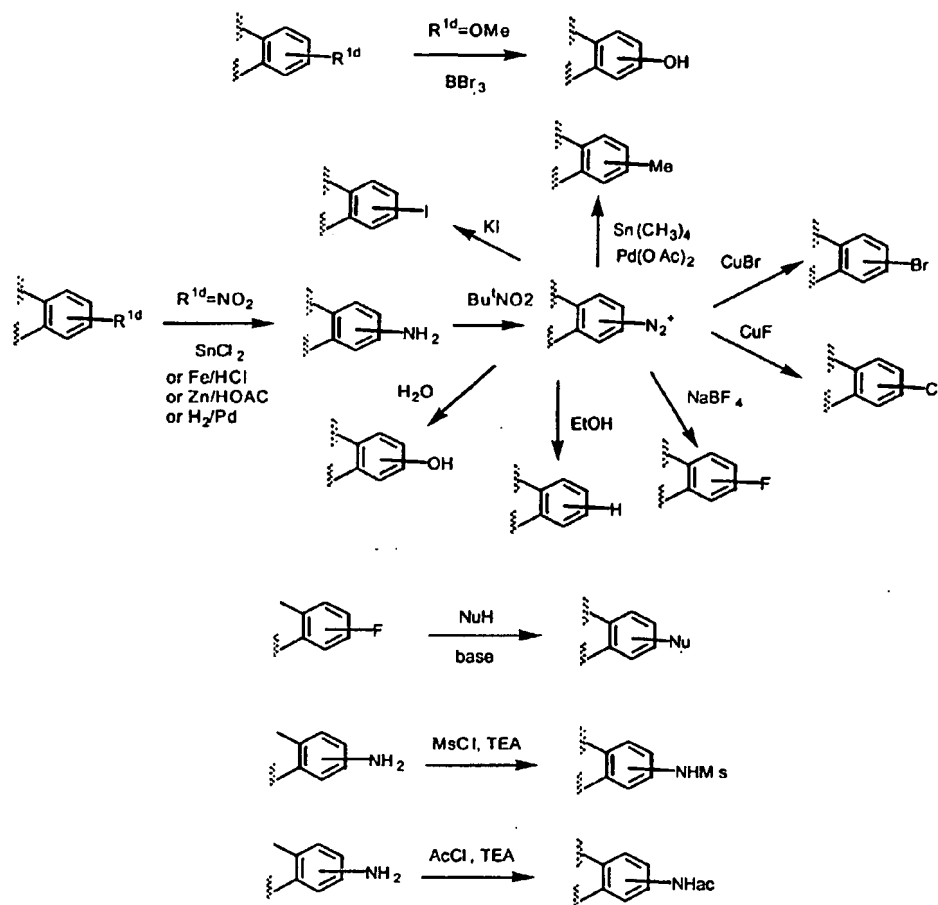 R1d
R1d=OMe
BBr3
OH
Me
I
KI
Sn(CH3)4
Pd(OAc)2
CuBr
Br
R1d
R1d=NO2
SnCl2
or Fe/HCl
or Zn/HOAC
or H2/Pd
NH2
ButNO2
N2+
CuF
C
H2O
OH
EtOH
H
NaBF4
F
F
NuH
base
Nu
NH2
MsCl, TEA
NHMs
NH2
AcCl, TEA
NHac